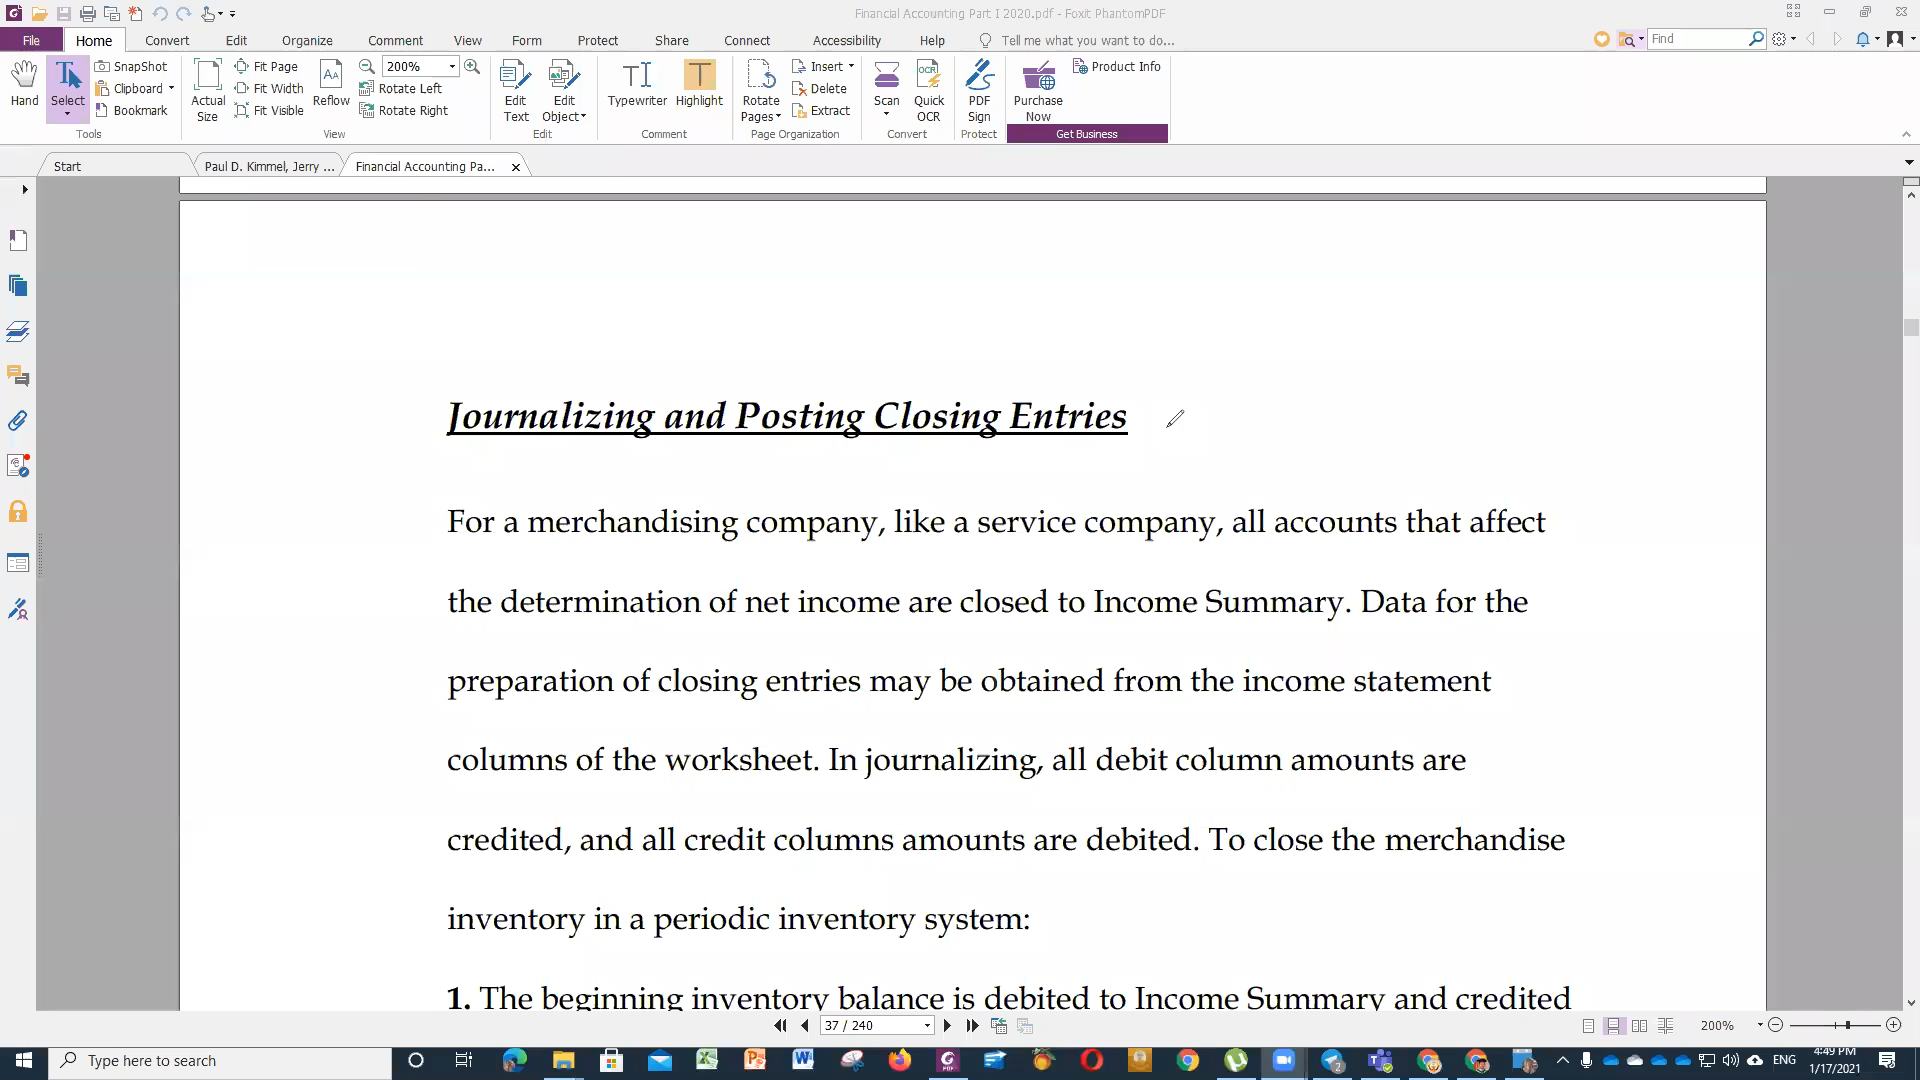 Financial Accounting Part I 2020.pdf - Foxit PhantomPDF
File Home Convert Edit Organize Comment View Form Protect Share Connect Accessibility Help Tell me what you want to do... Find
Hand
Select
SnapShot
Clipboard
Bookmark
Tools
Actual Size
Fit Page
Fit Width
Fit Visible
Reflow
200%
Rotate Left
Rotate Right
View
Edit Text
Edit Object
Edit
Typewriter
Highlight
Comment
Rotate Pages
Insert
Delete
Extract
Page Organization
Scan
Quick OCR
Convert
PDF Sign
Protect
Purchase Now
Product Info
Get Business
Start Paul D. Kimmel, Jerry ... Financial Accounting Pa...
Journalizing and Posting Closing Entries
For a merchandising company, like a service company, all accounts that affect
the determination of net income are closed to Income Summary. Data for the
preparation of closing entries may be obtained from the income statement
columns of the worksheet. In journalizing, all debit column amounts are
credited, and all credit columns amounts are debited. To close the merchandise
inventory in a periodic inventory system:
1. The beginning inventory balance is debited to Income Summary and credited
37 / 240 200%
Type here to search
ENG
4:49 PM
1/17/2021